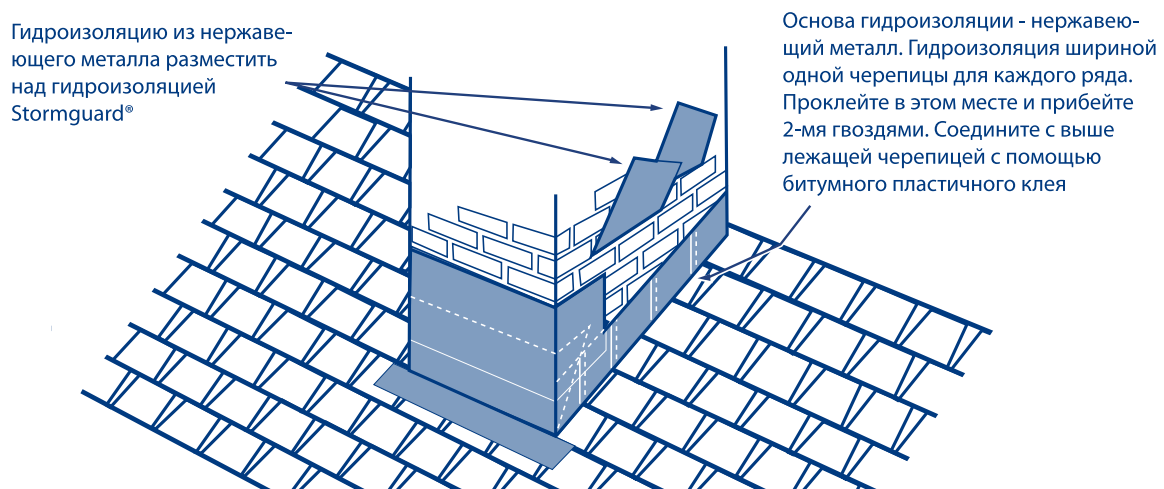 Гидроизоляцию из нержаве-
ющего металла разместить
над гидроизоляцией
Stormguard®
Основа гидроизоляции - нержавею-
щий металл. Гидроизоляция шириной
одной черепицы для каждого ряда.
Проклейте в этом месте и прибейте
2-мя гвоздями. Соедините с выше
лежащей черепицей с помощью
битумного пластичного клея